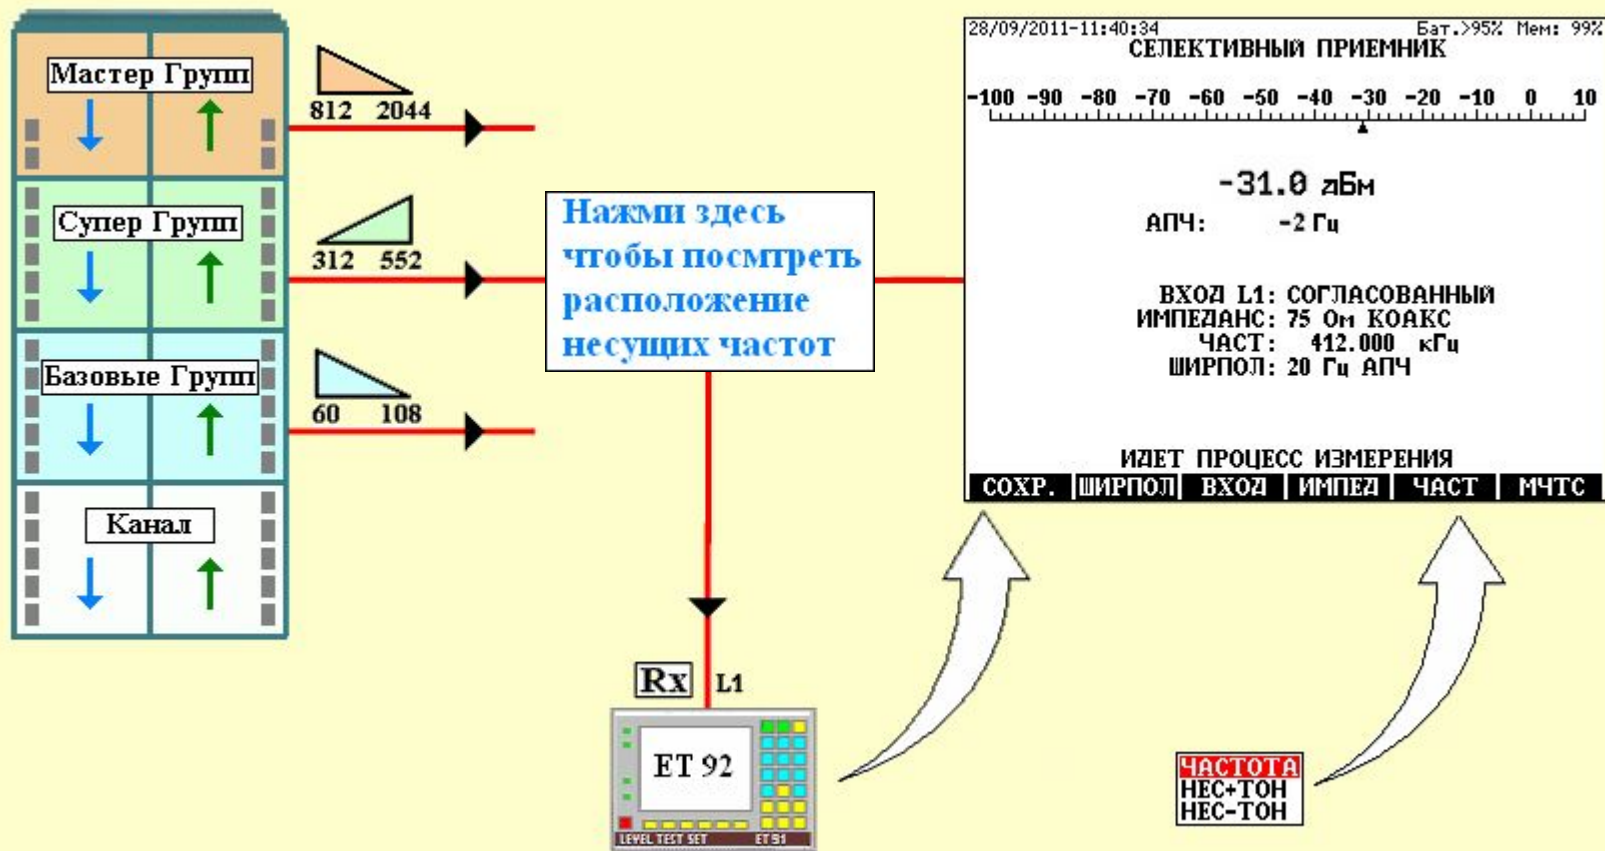 Мастер Групп
812 2044
Супер Групп
312 552
Базовые Групп
60 108
Канал
Нажми здесь
чтобы посмтреть
расположение
несущих частот
Rx L1
ET 92
LEVEL TEST SET ET 91
28/09/2011-11:40:34 Бат.>95% Мем: 99%
СЕЛЕКТИВНЫЙ ПРИЕМНИК
-100 -90 -80 -70 -60 -50 -40 -30 -20 -10 0 10
-31.0 дБм
АПЧ: -2 Гц
ВХОД L1: СОГЛАСОВАННЫЙ
ИМПЕДАНС: 75 Ом КОАКС
ЧАСТ: 412.000 кГц
ШИРПОЛ: 20 Гц АПЧ
ИДЕТ ПРОЦЕСС ИЗМЕРЕНИЯ
СОХР. ШИРПОЛ ВХОД ИМПЕД ЧАСТ МЧТС
ЧАСТОТА
НЕС+ТОН
НЕС-ТОН